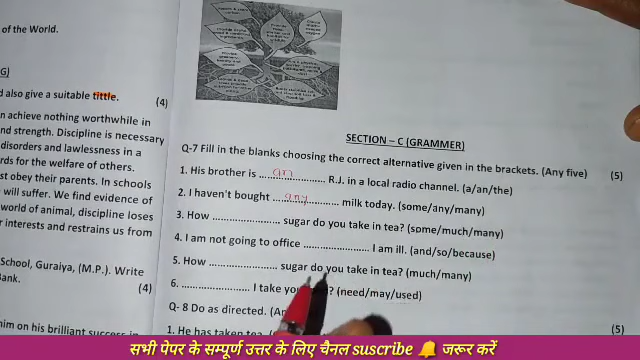 of the World.
G)
d also give a suitable tittle.
(4)
n achieve nothing worthwhile in
nd strength. Discipline is necessary
disorders and lawlessness in a
rds for the welfare of others.
st obey their parents. In schools
will suffer. We find evidence of
world of animal, discipline loses
r interests and restrains us from
School, Guraiya, (M.P.). Write
Bank.
(4)
him on his brilliant success in
SECTION – C (GRAMMER)
Q-7 Fill in the blanks choosing the correct alternative given in the brackets. (Any five)
(5)
1. His brother is ... an ............... R.J. in a local radio channel. (a/an/the)
2. I haven't bought ... any ............ milk today. (some/any/many)
3. How ........................ sugar do you take in tea? (some/much/many)
4. I am not going to office ....................... I am ill. (and/so/because)
5. How ........................ sugar do you take in tea? (much/many)
6. ........................ I take you ? (need/may/used)
Q- 8 Do as directed.
(5)
1. He has taken tea.
सभी पेपर के सम्पूर्ण उत्तर के लिए चैनल suscribe 🔔 जरूर करें